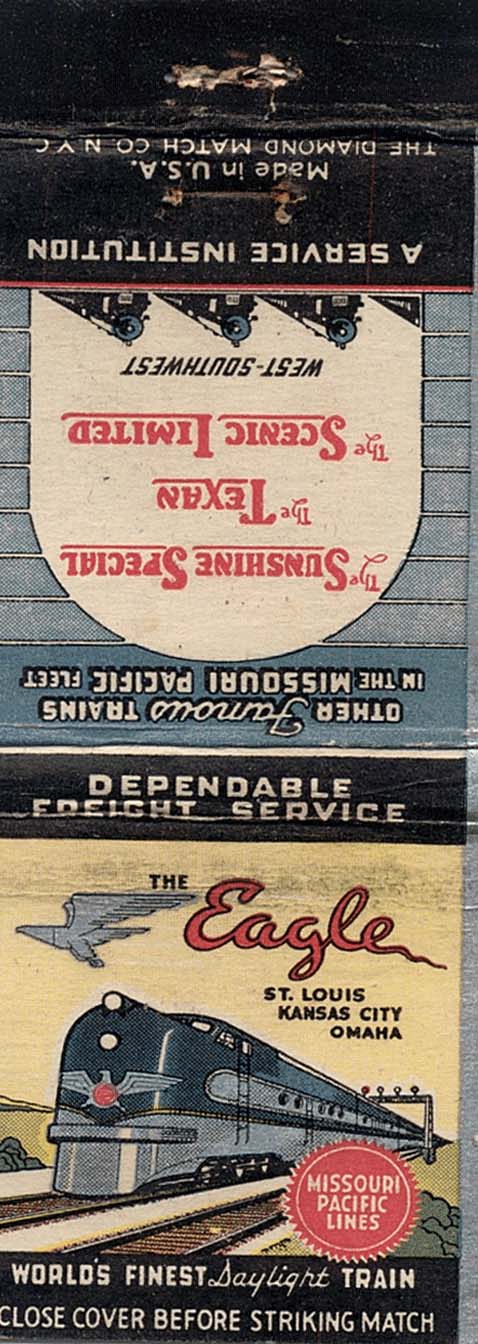 DEPENDABLE
FREIGHT SERVICE
THE Eagle
ST. LOUIS
KANSAS CITY
OMAHA
MISSOURI
PACIFIC
LINES
WORLD'S FINEST Daylight TRAIN
CLOSE COVER BEFORE STRIKING MATCH
OTHER Famous TRAINS
IN THE MISSOURI PACIFIC FLEET
The SUNSHINE SPECIAL
The TEXAN
The SCENIC LIMITED
WEST-SOUTHWEST
A SERVICE INSTITUTION
Made in U.S.A.
THE DIAMOND MATCH CO. N.Y.C.